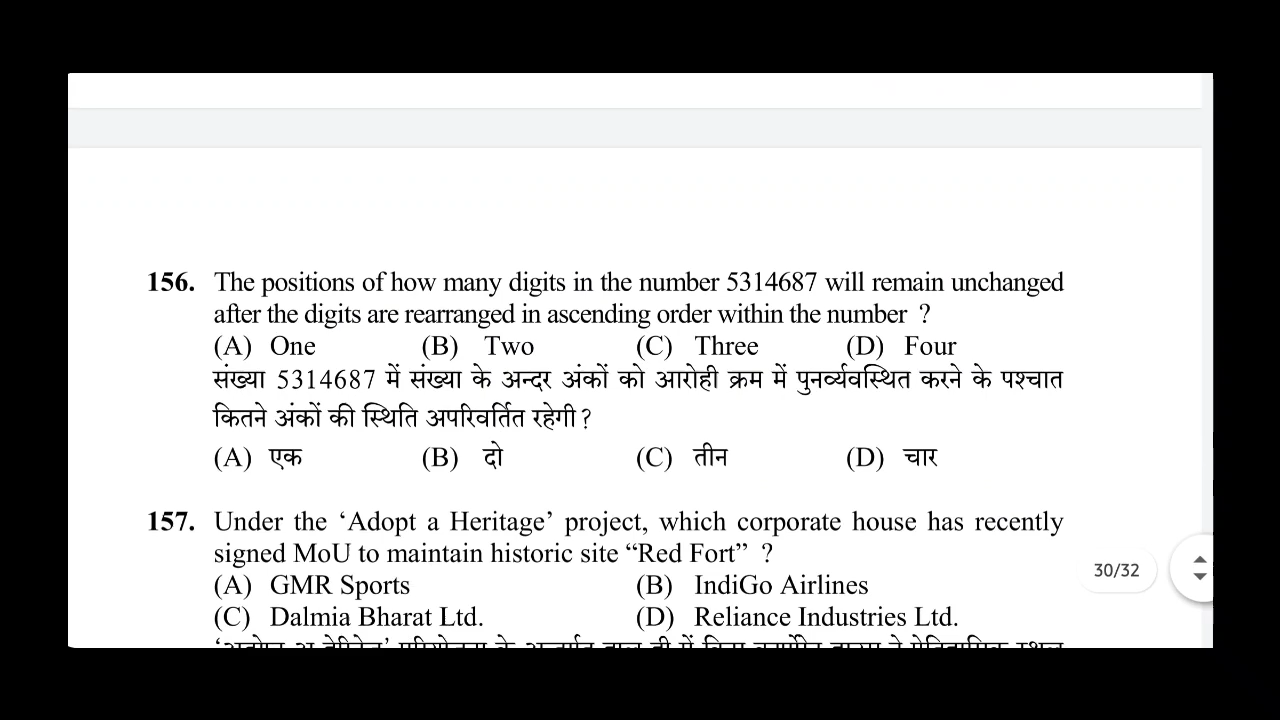 156. The positions of how many digits in the number 5314687 will remain unchanged
after the digits are rearranged in ascending order within the number ?
(A) One (B) Two (C) Three (D) Four
संख्या 5314687 में संख्या के अन्दर अंकों को आरोही क्रम में पुनर्व्यवस्थित करने के पश्चात
कितने अंकों की स्थिति अपरिवर्तित रहेगी ?
(A) एक (B) दो (C) तीन (D) चार
157. Under the ‘Adopt a Heritage’ project, which corporate house has recently
signed MoU to maintain historic site “Red Fort” ?
(A) GMR Sports (B) IndiGo Airlines
30/32
(C) Dalmia Bharat Ltd. (D) Reliance Industries Ltd.